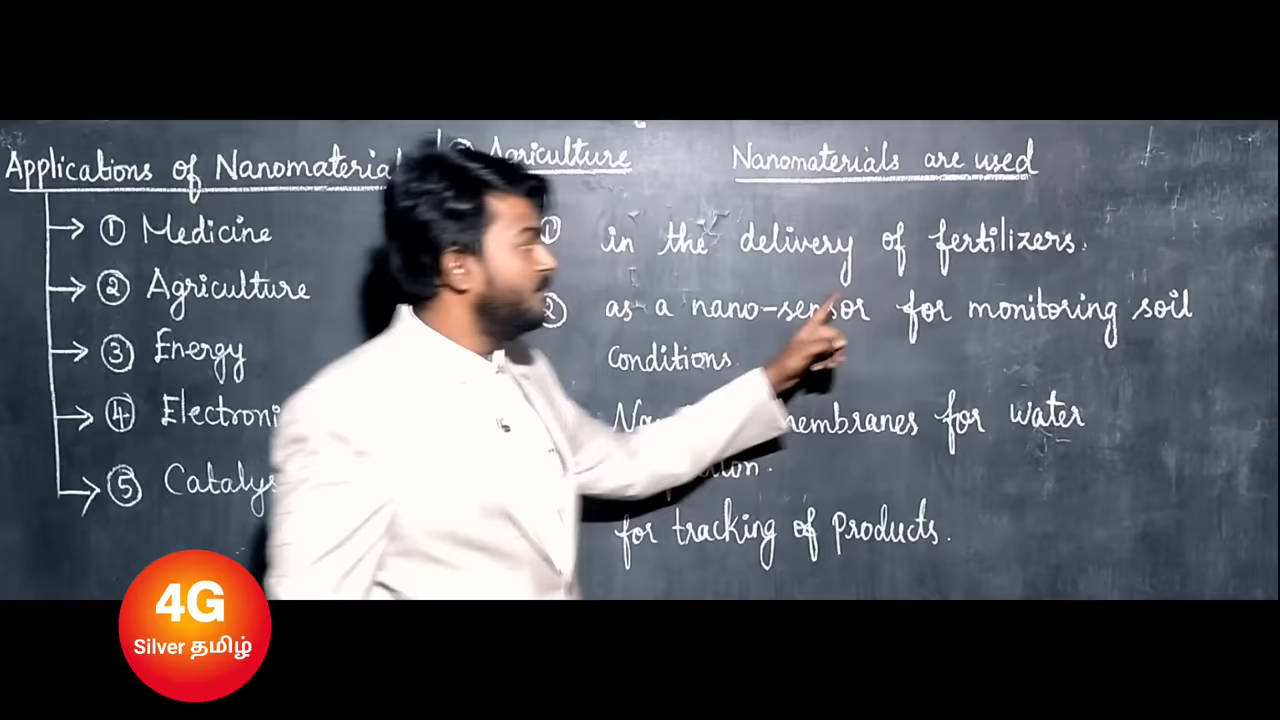 Applications of Nanomaterial
① Medicine
② Agriculture
③ Energy
④ Electroni
⑤ Catalys
Agriculture
Nanomaterials are used
① in the delivery of fertilizers.
② as a nano-sensor for monitoring soil
conditions.
membranes for water
for tracking of products.
4G
Silver தமிழ்